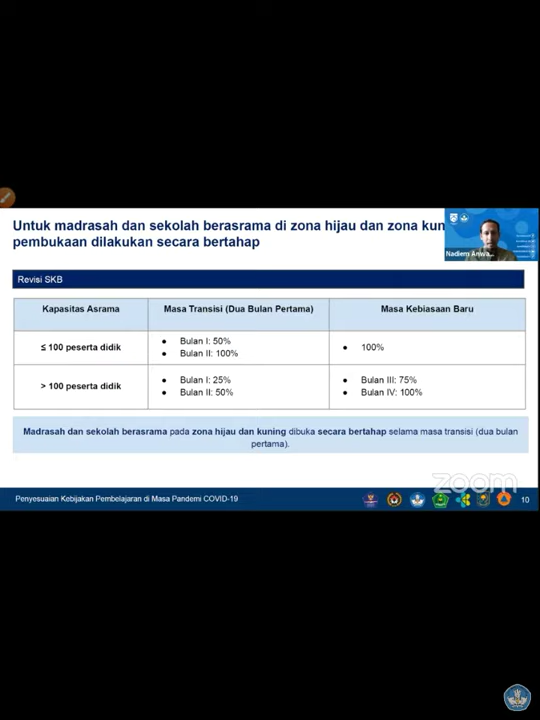 Untuk madrasah dan sekolah berasrama di zona hijau dan zona kun
pembukaan dilakukan secara bertahap
Nadiem Anwa...
Revisi SKB
Kapasitas Asrama
Masa Transisi (Dua Bulan Pertama)
Masa Kebiasaan Baru
≤ 100 peserta didik
● Bulan I: 50%
● Bulan II: 100%
● 100%
> 100 peserta didik
● Bulan I: 25%
● Bulan II: 50%
● Bulan III: 75%
● Bulan IV: 100%
Madrasah dan sekolah berasrama pada zona hijau dan kuning dibuka secara bertahap selama masa transisi (dua bulan
pertama).
zoom
Penyesuaian Kebijakan Pembelajaran di Masa Pandemi COVID-19
10